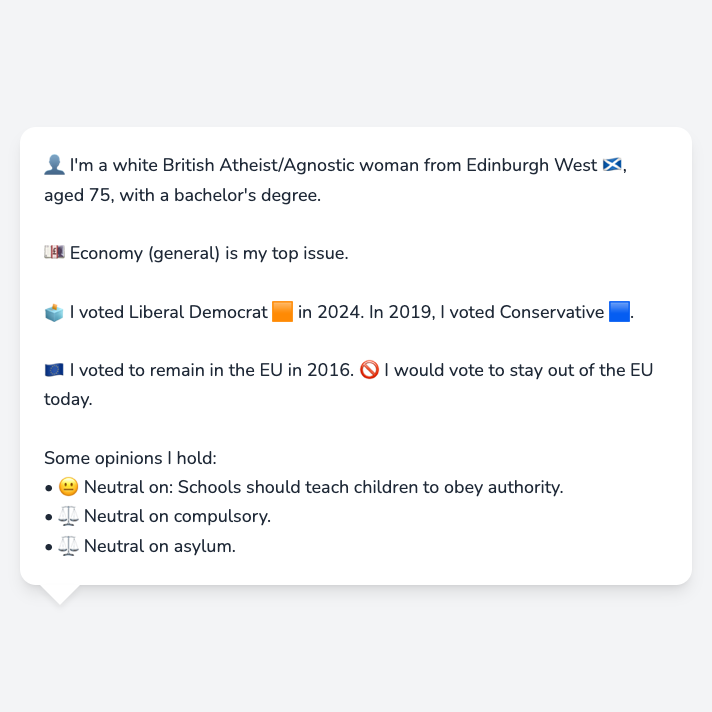 👤 I'm a white British Atheist/Agnostic woman from Edinburgh West 🏴󠁧󠁢󠁳󠁣󠁴󠁿,
aged 75, with a bachelor's degree.
💷 Economy (general) is my top issue.
🗳️ I voted Liberal Democrat 🟧 in 2024. In 2019, I voted Conservative 🟦.
🇪🇺 I voted to remain in the EU in 2016. 🚫 I would vote to stay out of the EU
today.
Some opinions I hold:
• 😐 Neutral on: Schools should teach children to obey authority.
• ⚖️ Neutral on compulsory.
• ⚖️ Neutral on asylum.